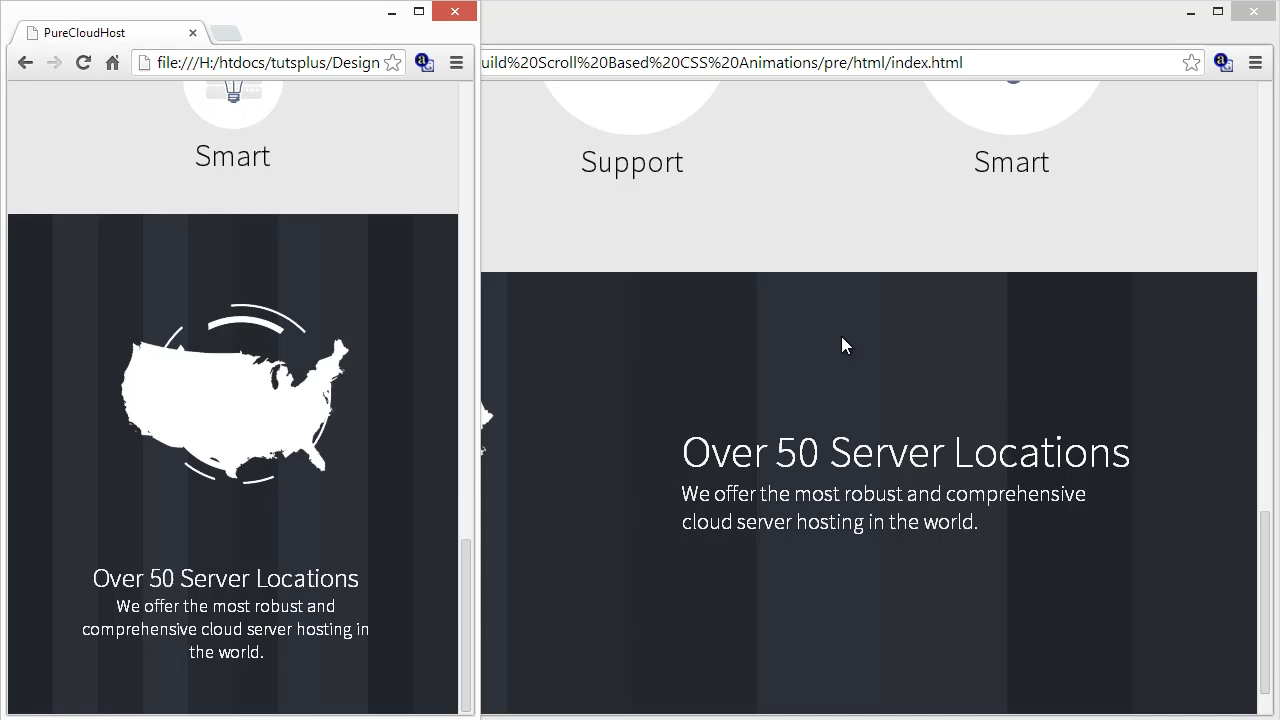 PureCloudHost
file:///H:/htdocs/tutsplus/Design
Smart
Over 50 Server Locations
We offer the most robust and
comprehensive cloud server hosting in
the world.
uild%20Scroll%20Based%20CSS%20Animations/pre/html/index.html
Support
Smart
Over 50 Server Locations
We offer the most robust and comprehensive
cloud server hosting in the world.